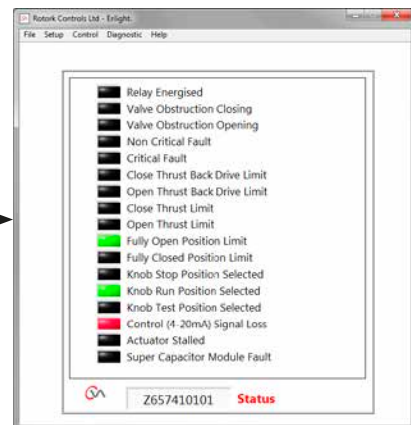 Rotork Controls Ltd - Enlight.
File Setup Control Diagnostic Help
Relay Energised
Valve Obstruction Closing
Valve Obstruction Opening
Non Critical Fault
Critical Fault
Close Thrust Back Drive Limit
Open Thrust Back Drive Limit
Close Thrust Limit
Open Thrust Limit
Fully Open Position Limit
Fully Closed Position Limit
Knob Stop Position Selected
Knob Run Position Selected
Knob Test Position Selected
Control (4-20mA) Signal Loss
Actuator Stalled
Super Capacitor Module Fault
Z657410101 Status